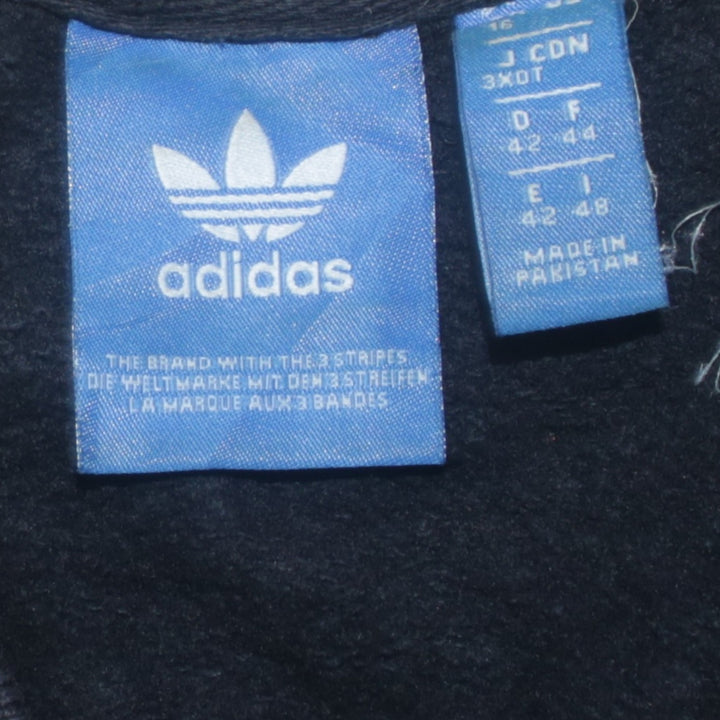 adidas
THE BRAND WITH THE 3 STRIPES
DIE WELTMARKE MIT DEN 3 STREIFEN
LA MARQUE AUX 3 BANDES
16
J CDN
3XOT
D F
42 44
E I
42 48
MADE IN
PAKISTAN